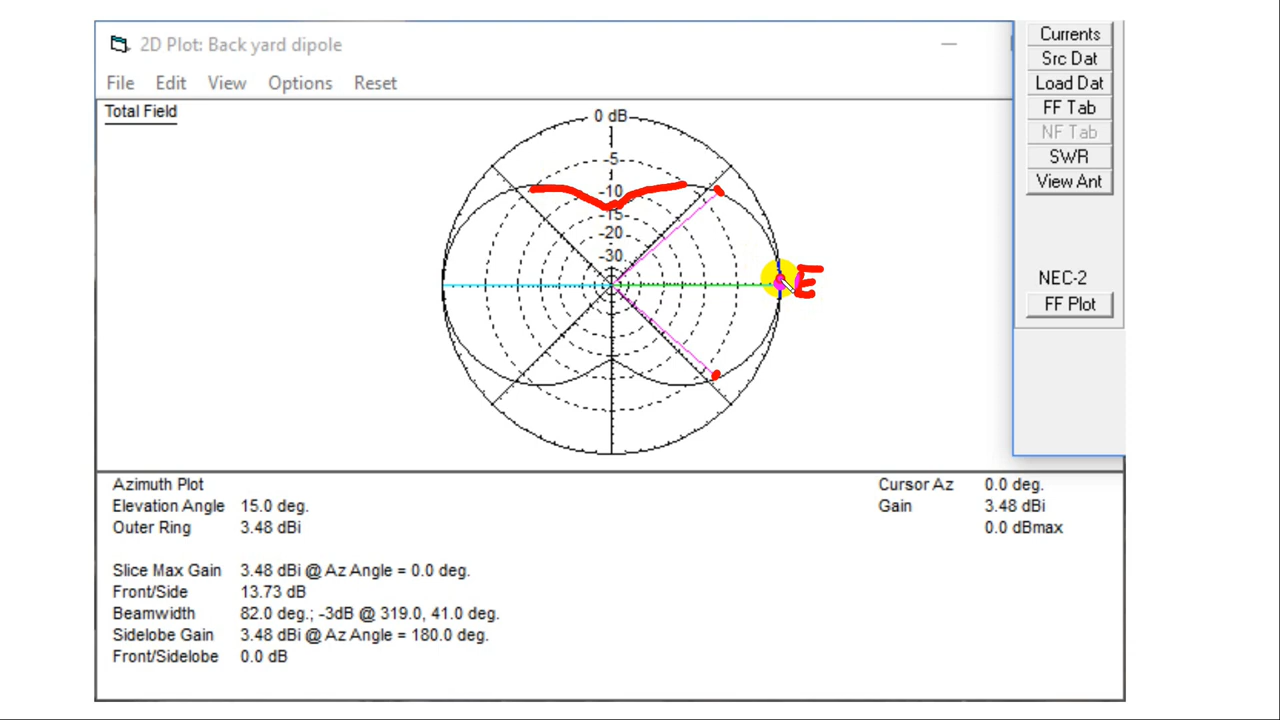 2D Plot: Back yard dipole
File Edit View Options Reset
Total Field
0 dB
-5
-10
-15
-20
-30
E
Currents
Src Dat
Load Dat
FF Tab
NF Tab
SWR
View Ant
NEC-2
FF Plot
Azimuth Plot
Elevation Angle 15.0 deg.
Outer Ring 3.48 dBi
Cursor Az 0.0 deg.
Gain 3.48 dBi
0.0 dBmax
Slice Max Gain 3.48 dBi @ Az Angle = 0.0 deg.
Front/Side 13.73 dB
Beamwidth 82.0 deg.; -3dB @ 319.0, 41.0 deg.
Sidelobe Gain 3.48 dBi @ Az Angle = 180.0 deg.
Front/Sidelobe 0.0 dB